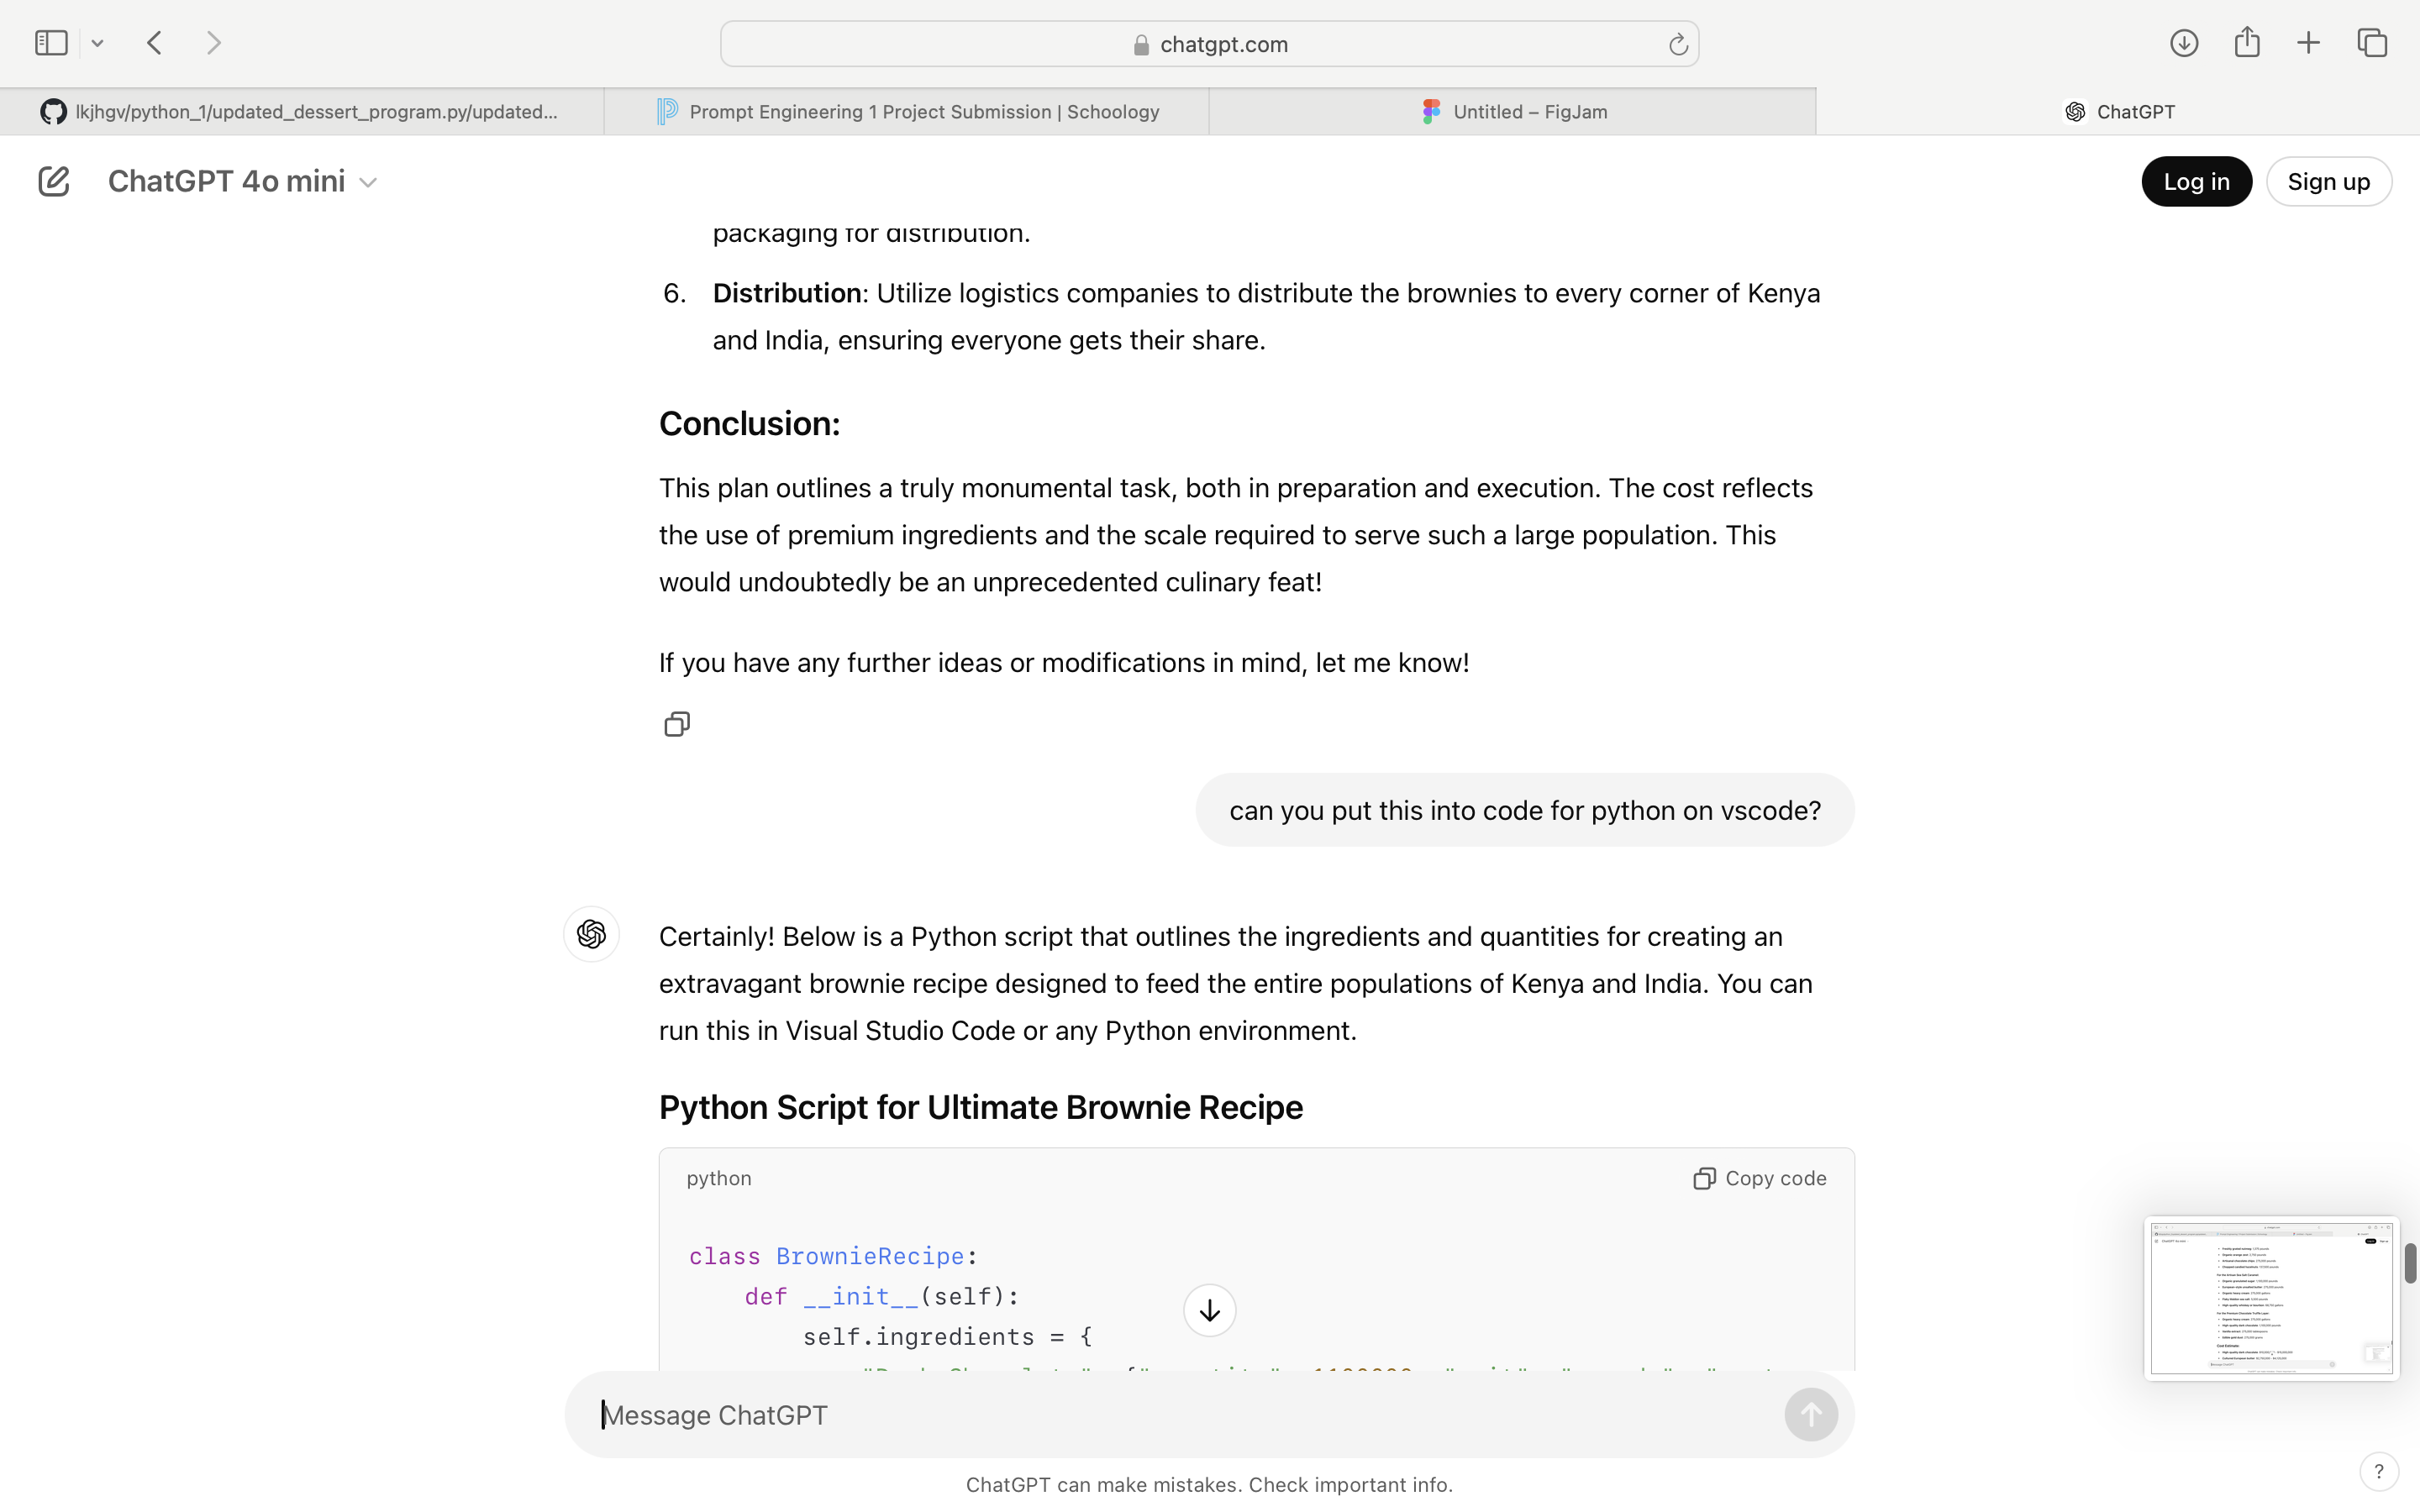 chatgpt.com
lkjhgv/python_1/updated_dessert_program.py/updated...
Prompt Engineering 1 Project Submission | Schoology
Untitled – FigJam
ChatGPT
ChatGPT 4o mini
Log in
Sign up
packaging for distribution.
6. Distribution: Utilize logistics companies to distribute the brownies to every corner of Kenya
and India, ensuring everyone gets their share.
Conclusion:
This plan outlines a truly monumental task, both in preparation and execution. The cost reflects
the use of premium ingredients and the scale required to serve such a large population. This
would undoubtedly be an unprecedented culinary feat!
If you have any further ideas or modifications in mind, let me know!
can you put this into code for python on vscode?
Certainly! Below is a Python script that outlines the ingredients and quantities for creating an
extravagant brownie recipe designed to feed the entire populations of Kenya and India. You can
run this in Visual Studio Code or any Python environment.
Python Script for Ultimate Brownie Recipe
python
Copy code
class BrownieRecipe:
def __init__(self):
self.ingredients = {
Message ChatGPT
ChatGPT can make mistakes. Check important info.
?